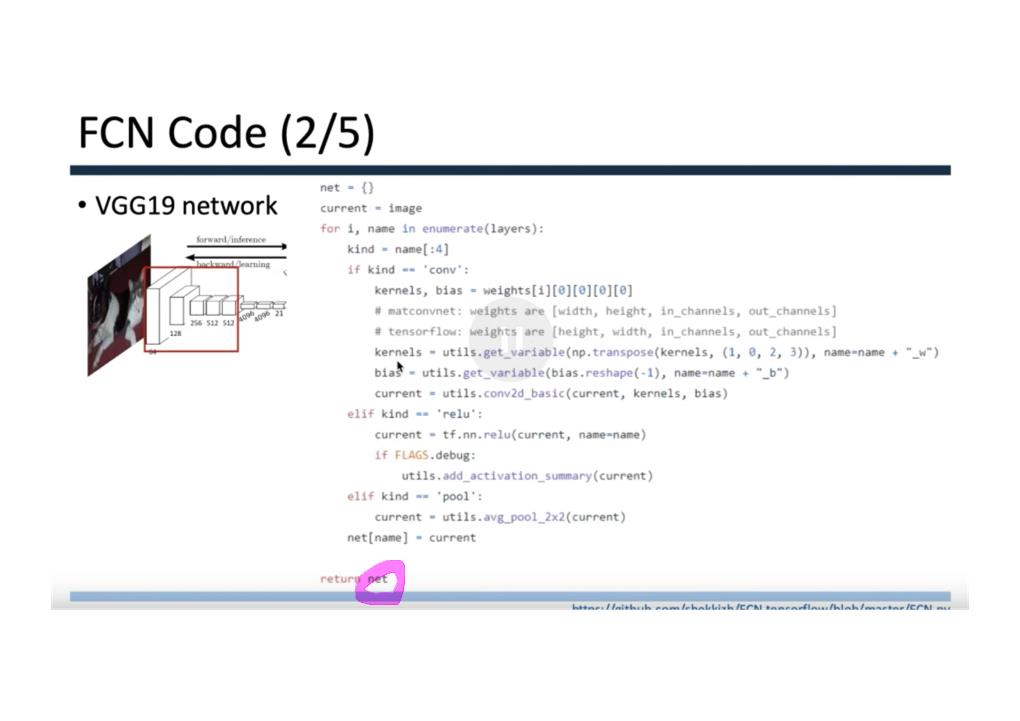 FCN Code (2/5)
• VGG19 network
forward/inference
backward/learning
64
128
256 512 512
4096 4096 21
net = {}
current = image
for i, name in enumerate(layers):
    kind = name[:4]
    if kind == 'conv':
        kernels, bias = weights[i][0][0][0][0]
        # matconvnet: weights are [width, height, in_channels, out_channels]
        # tensorflow: weights are [height, width, in_channels, out_channels]
        kernels = utils.get_variable(np.transpose(kernels, (1, 0, 2, 3)), name=name + "_w")
        bias = utils.get_variable(bias.reshape(-1), name=name + "_b")
        current = utils.conv2d_basic(current, kernels, bias)
    elif kind == 'relu':
        current = tf.nn.relu(current, name=name)
        if FLAGS.debug:
            utils.add_activation_summary(current)
    elif kind == 'pool':
        current = utils.avg_pool_2x2(current)
    net[name] = current
return net
https://github.com/shekkizh/FCN.tensorflow/blob/master/FCN.py